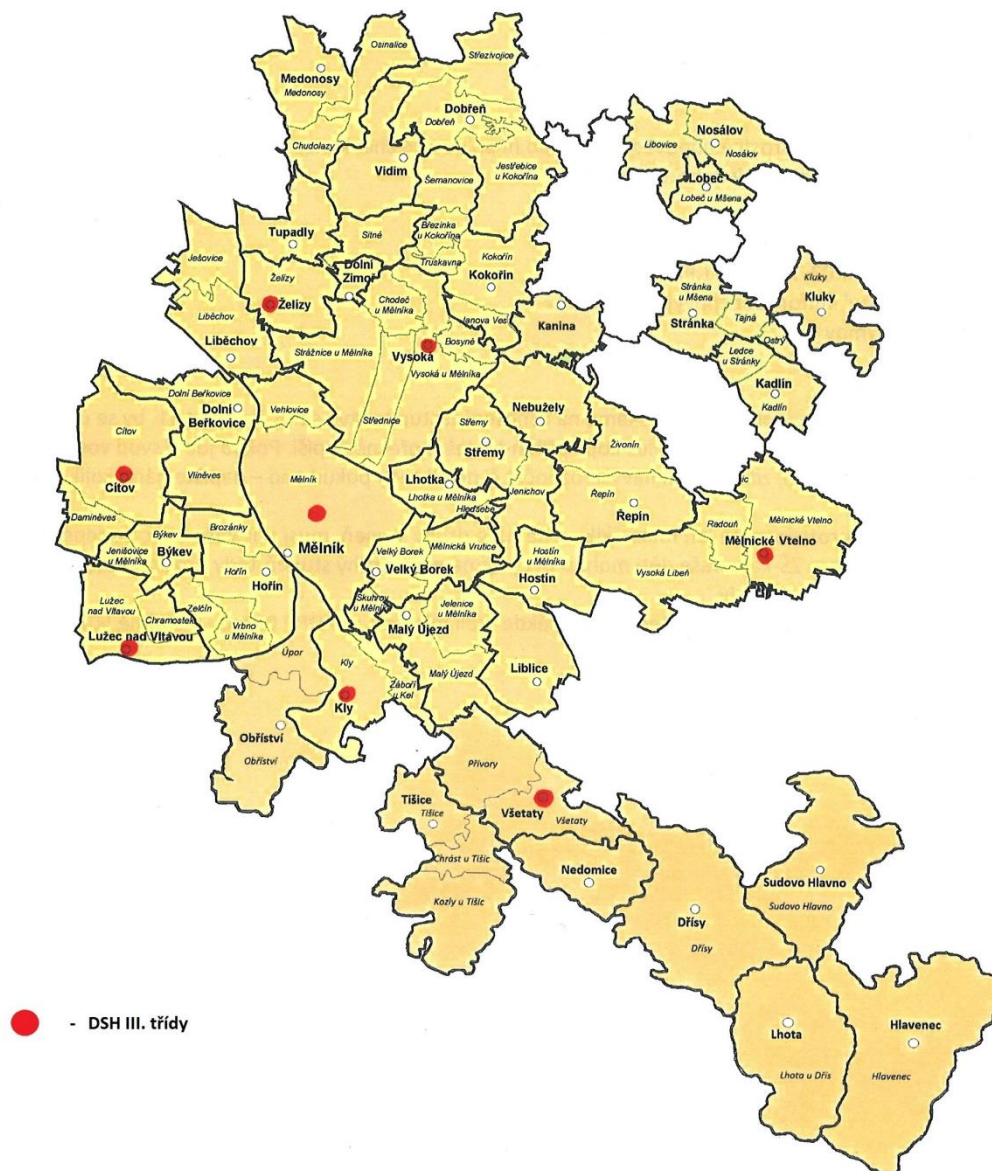 Osinalice
Střezivojice
Medonosy
Medonosy
Dobřeň
Dobřeň
Chudolazy
Vidim
Šemanovice
Jestřebice
u Kokořína
Libovice
Nosálov
Nosálov
Lobeč
Lobeč u Mšena
Tupadly
Sitné
Březinka
u Kokořína
Truskavna
Kokořín
Kokořín
Ješovice
Želízy
Želízy
Dolní
Zimoř
Chodeč
u Mělníka
Stránka
u Mšena
Stránka
Kluky
Kluky
Tajná
Ostrý
Liběchov
Liběchov
Strážnice u Mělníka
Vysoká
Janova Ves
Bosyně
Vysoká u Mělníka
Kanina
Ledce
u Stránky
Kadlín
Kadlín
Dolní Beřkovice
Dolní
Beřkovice
Vehlovice
Střednice
Nebužely
Cítov
Cítov
Střemy
Střemy
Živonín
Vliněves
Mělník
Lhotka
Lhotka u Mělníka
Jenichov
Hleďsebe
Řepín
Řepín
Radouň
Mělnické Vtelno
Mělnické Vtelno
Daminěves
Brozánky
Býkev
Býkev
Jenišovice
u Mělníka
Mělník
Velký Borek
Velký Borek
Mělnická Vrutice
Hostín
u Mělníka
Hostín
Vysoká Libeň
Hořín
Hořín
Lužec
nad Vltavou
Chramostek
Zelčín
Vrbno
u Mělníka
Lužec nad Vltavou
Skuhrov
u Mělníka
Malý Újezd
Jelenice
u Mělníka
Malý Újezd
Liblice
Úpor
Kly
Kly
Záboří
u Kel
Obříství
Obříství
Přívory
Tišice
Tišice
Všetaty
Všetaty
Chrást u Tišic
Nedomice
Kozly u Tišic
Dřísy
Dřísy
Sudovo Hlavno
Sudovo Hlavno
- DSH III. třídy
Lhota
Lhota u Dřís
Hlavenec
Hlavenec